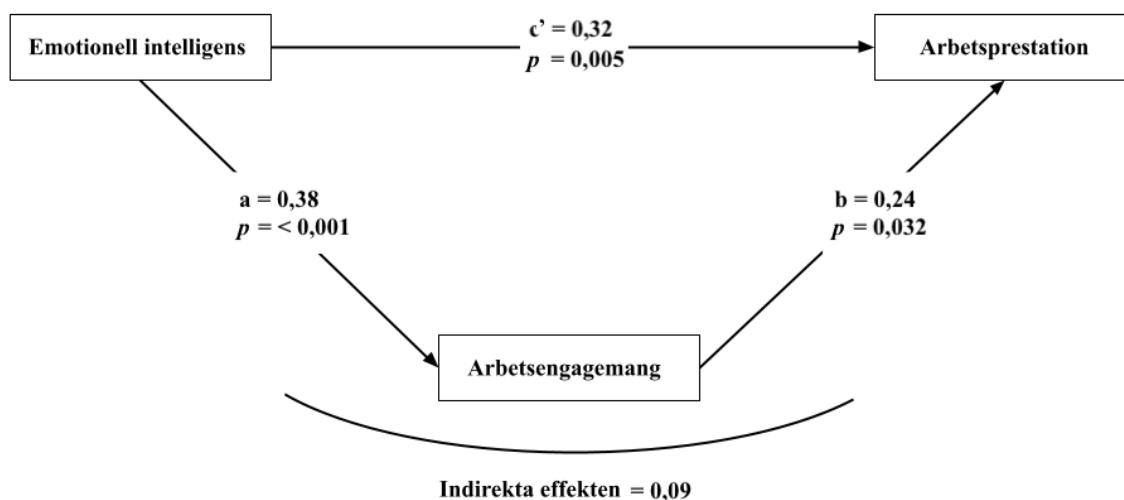 Emotionell intelligens
c’ = 0,32
p = 0,005
Arbetsprestation
a = 0,38
p = < 0,001
b = 0,24
p = 0,032
Arbetsengagemang
Indirekta effekten = 0,09